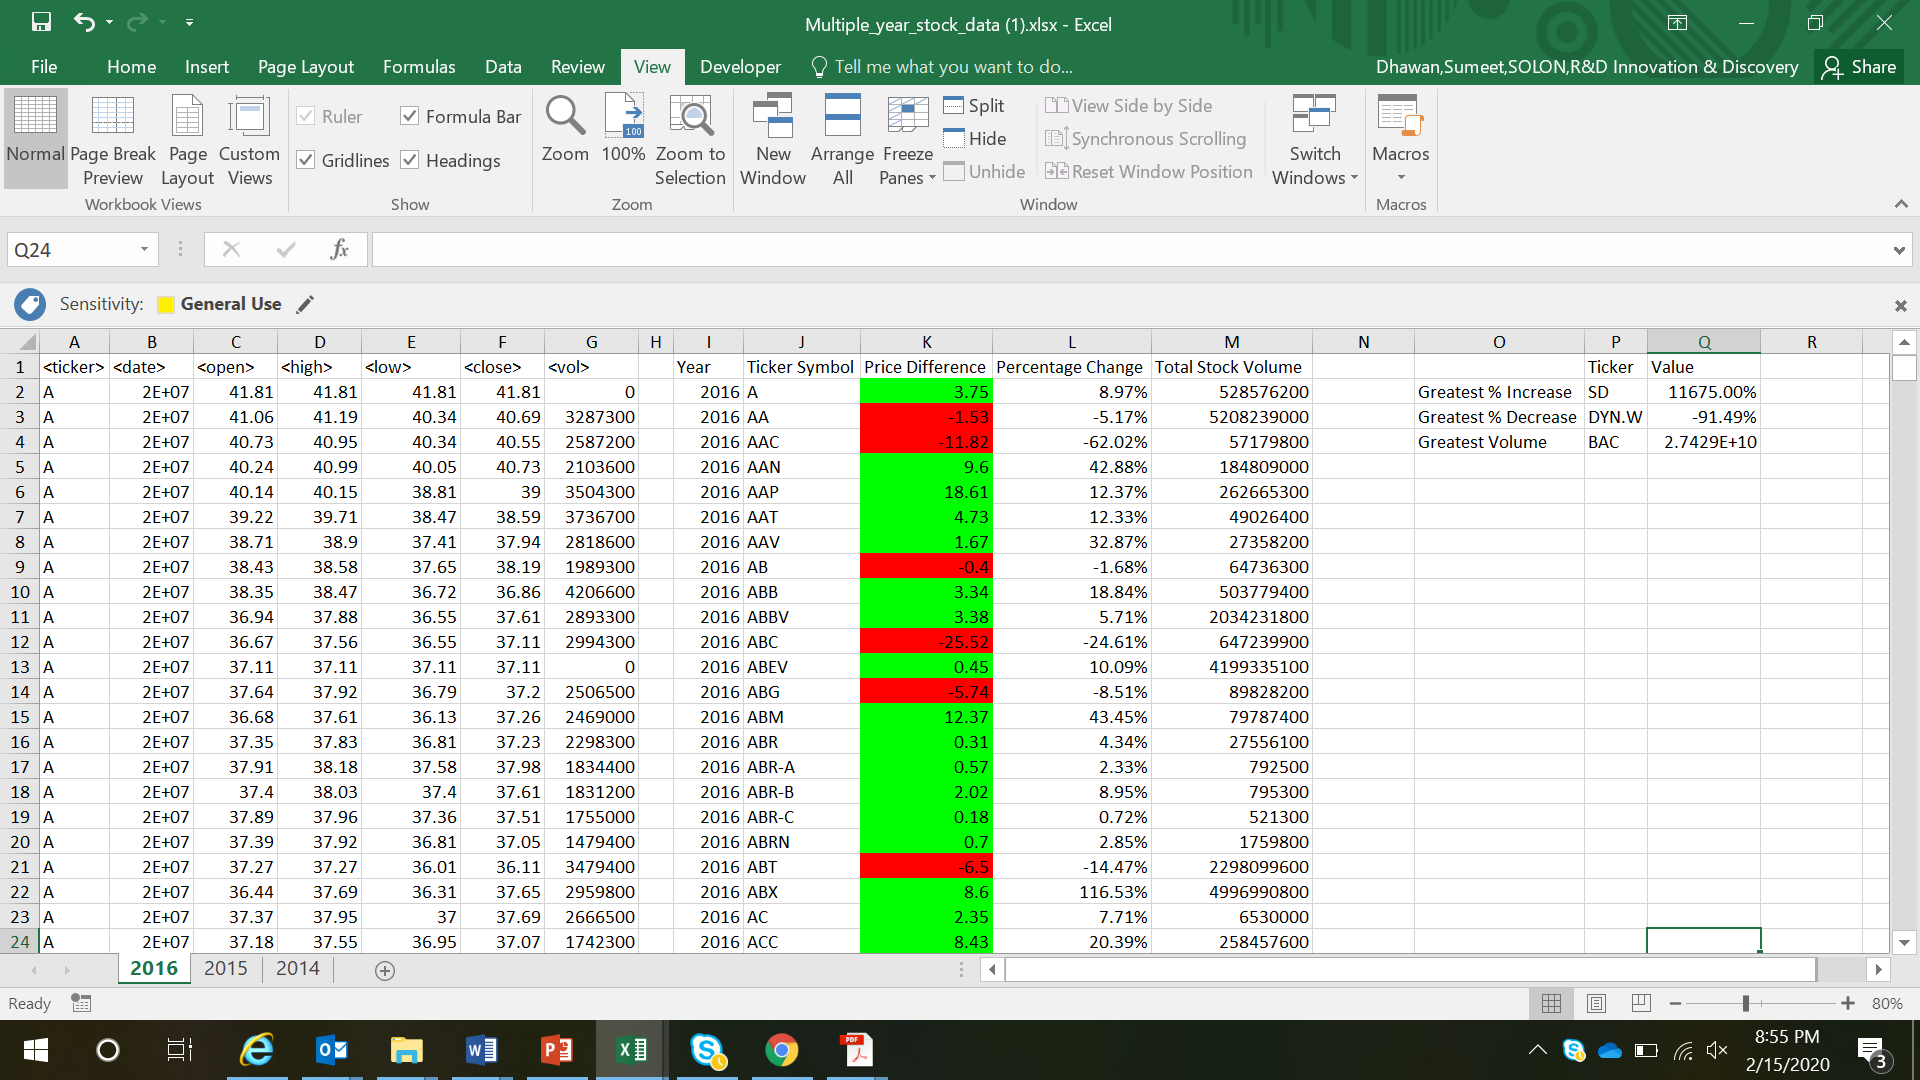 Multiple_year_stock_data (1).xlsx - Excel
File Home Insert Page Layout Formulas Data Review View Developer Tell me what you want to do... Dhawan,Sumeet,SOLON,R&D Innovation & Discovery Share
Normal Page Break Preview Page Layout Custom Views
Workbook Views
Ruler Formula Bar
Gridlines Headings
Show
Zoom 100% Zoom to Selection
100
Zoom
New Window Arrange All Freeze Panes
Split
Hide
Unhide
View Side by Side
Synchronous Scrolling
Reset Window Position
Switch Windows
Window
Macros
Macros
Q24 fx
Sensitivity: General Use
A B C D E F G H I J K L M N O P Q R
1 <ticker> <date> <open> <high> <low> <close> <vol> Year Ticker Symbol Price Difference Percentage Change Total Stock Volume Ticker Value
2 A 2E+07 41.81 41.81 41.81 41.81 0 2016 A 3.75 8.97% 528576200 Greatest % Increase SD 11675.00%
3 A 2E+07 41.06 41.19 40.34 40.69 3287300 2016 AA -1.53 -5.17% 5208239000 Greatest % Decrease DYN.W -91.49%
4 A 2E+07 40.73 40.95 40.34 40.55 2587200 2016 AAC -11.82 -62.02% 57179800 Greatest Volume BAC 2.7429E+10
5 A 2E+07 40.24 40.99 40.05 40.73 2103600 2016 AAN 9.6 42.88% 184809000
6 A 2E+07 40.14 40.15 38.81 39 3504300 2016 AAP 18.61 12.37% 262665300
7 A 2E+07 39.22 39.71 38.47 38.59 3736700 2016 AAT 4.73 12.33% 49026400
8 A 2E+07 38.71 38.9 37.41 37.94 2818600 2016 AAV 1.67 32.87% 27358200
9 A 2E+07 38.43 38.58 37.65 38.19 1989300 2016 AB -0.4 -1.68% 64736300
10 A 2E+07 38.35 38.47 36.72 36.86 4206600 2016 ABB 3.34 18.84% 503779400
11 A 2E+07 36.94 37.88 36.55 37.61 2893300 2016 ABBV 3.38 5.71% 2034231800
12 A 2E+07 36.67 37.56 36.55 37.11 2994300 2016 ABC -25.52 -24.61% 647239900
13 A 2E+07 37.11 37.11 37.11 37.11 0 2016 ABEV 0.45 10.09% 4199335100
14 A 2E+07 37.64 37.92 36.79 37.2 2506500 2016 ABG -5.74 -8.51% 89828200
15 A 2E+07 36.68 37.61 36.13 37.26 2469000 2016 ABM 12.37 43.45% 79787400
16 A 2E+07 37.35 37.83 36.81 37.23 2298300 2016 ABR 0.31 4.34% 27556100
17 A 2E+07 37.91 38.18 37.58 37.98 1834400 2016 ABR-A 0.57 2.33% 792500
18 A 2E+07 37.4 38.03 37.4 37.61 1831200 2016 ABR-B 2.02 8.95% 795300
19 A 2E+07 37.89 37.96 37.36 37.51 1755000 2016 ABR-C 0.18 0.72% 521300
20 A 2E+07 37.39 37.92 36.81 37.05 1479400 2016 ABRN 0.7 2.85% 1759800
21 A 2E+07 37.27 37.27 36.01 36.11 3479400 2016 ABT -6.5 -14.47% 2298099600
22 A 2E+07 36.44 37.69 36.31 37.65 2959800 2016 ABX 8.6 116.53% 4996990800
23 A 2E+07 37.37 37.95 37 37.69 2666500 2016 AC 2.35 7.71% 6530000
24 A 2E+07 37.18 37.55 36.95 37.07 1742300 2016 ACC 8.43 20.39% 258457600
2016 2015 2014
Ready 80%
8:55 PM
2/15/2020
3